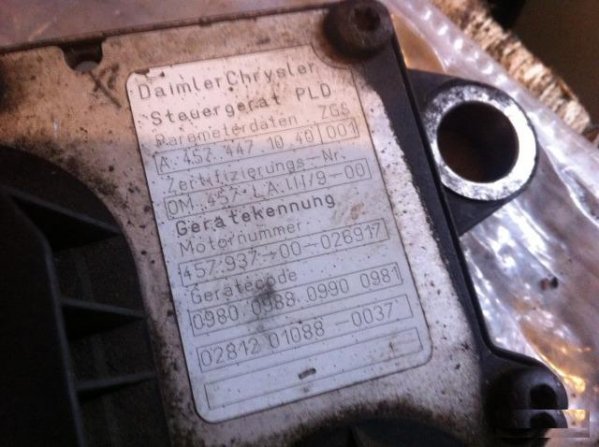 DaimlerChrysler
Steuergerät PLD
Parameterdaten ZGS
A 457 447 10 40 001
Zertifizierungs-Nr.
OM 457 LA.III/9-00
Gerätekennung
Motornummer
457.937-00-026917
Gerätecode
0980 0988 0990 0981
02812 01088 -0037